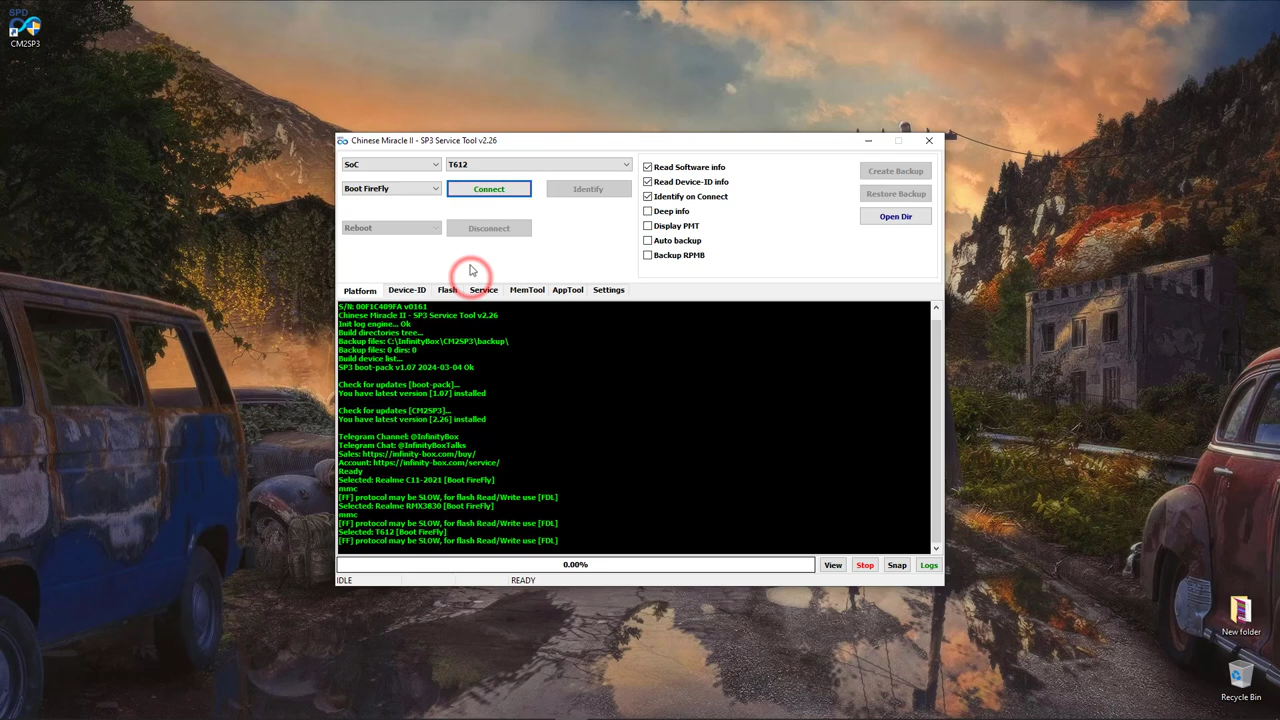 SPD
CM2SP3
Chinese Miracle II - SP3 Service Tool v2.26
SoC
T612
Boot FireFly
Connect
Identify
Reboot
Disconnect
Read Software info
Read Device-ID info
Identify on Connect
Deep info
Display PMT
Auto backup
Backup RPMB
Create Backup
Restore Backup
Open Dir
Platform
Device-ID
Flash
Service
MemTool
AppTool
Settings
S/N: 00F1C409FA v0161
Chinese Miracle II - SP3 Service Tool v2.26
Init log engine... Ok
Build directories tree...
Backup files: C:\InfinityBox\CM2SP3\backup\
Backup files: 0 dirs: 0
Build device list...
SP3 boot-pack v1.07 2024-03-04 Ok
Check for updates [boot-pack]...
You have latest version [1.07] installed
Check for updates [CM2SP3]...
You have latest version [2.26] installed
Telegram Channel: @InfinityBox
Telegram Chat: @InfinityBoxTalks
Sales: https://infinity-box.com/buy/
Account: https://infinity-box.com/service/
Ready
Selected: Realme C11-2021 [Boot FireFly]
mmc
[FF] protocol may be SLOW, for flash Read/Write use [FDL]
Selected: Realme RMX3830 [Boot FireFly]
mmc
[FF] protocol may be SLOW, for flash Read/Write use [FDL]
Selected: T612 [Boot FireFly]
[FF] protocol may be SLOW, for flash Read/Write use [FDL]
0.00%
View
Stop
Snap
Logs
IDLE
READY
New folder
Recycle Bin